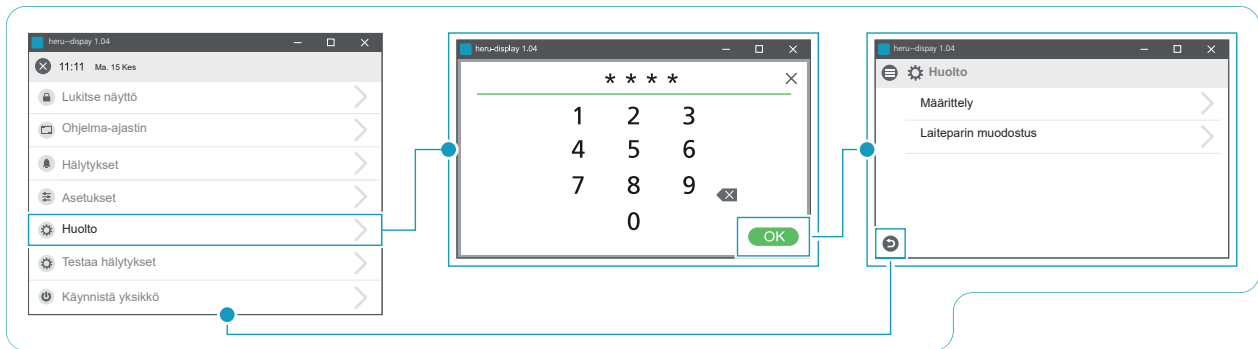 heru--dispay 1.04
11:11 Ma. 15 Kes
Lukitse näyttö
Ohjelma-ajastin
Hälytykset
Asetukset
Huolto
Testaa hälytykset
Käynnistä yksikkö
heru-display 1.04
* * * *
1 2 3
4 5 6
7 8 9
0
OK
heru--dispay 1.04
Huolto
Määrittely
Laiteparin muodostus